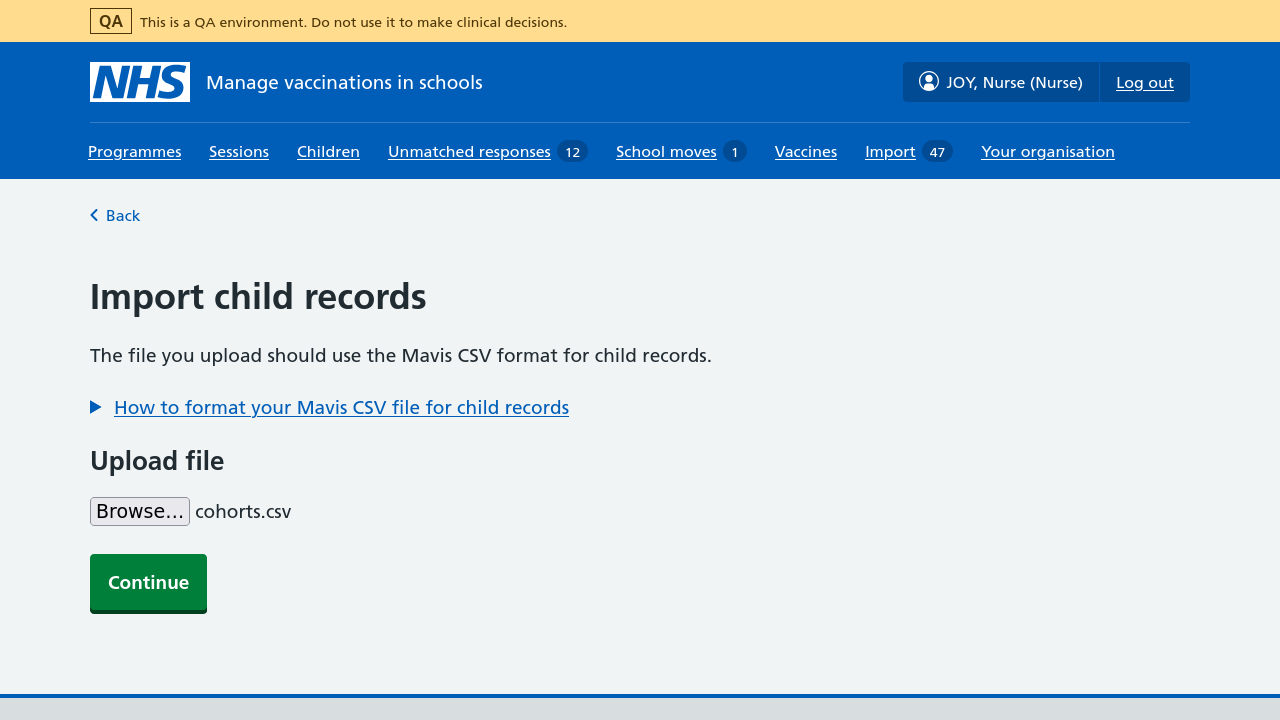 QA This is a QA environment. Do not use it to make clinical decisions.
NHS Manage vaccinations in schools JOY, Nurse (Nurse) Log out
Programmes Sessions Children Unmatched responses 12 School moves 1 Vaccines Import 47 Your organisation
Back
Import child records
The file you upload should use the Mavis CSV format for child records.
How to format your Mavis CSV file for child records
Upload file
Browse... cohorts.csv
Continue